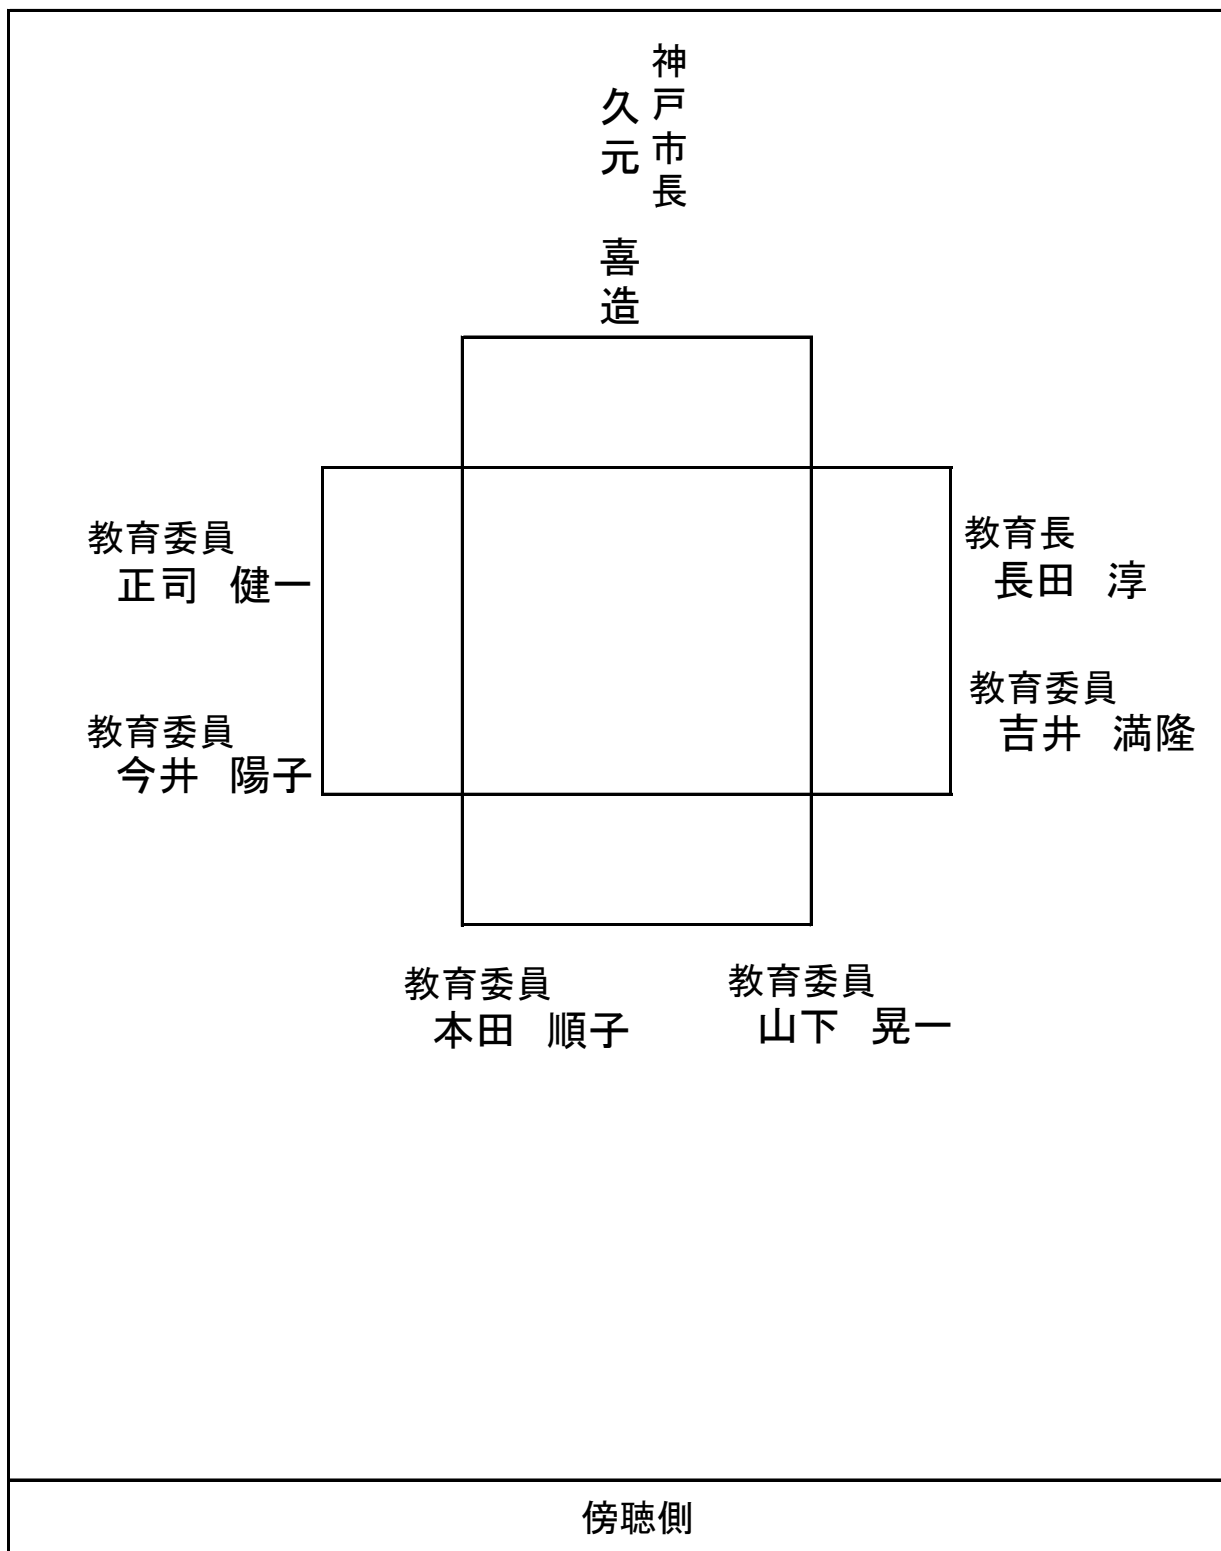 神戸市長
久元　喜造
教育委員
正司　健一
教育長
長田　淳
教育委員
今井　陽子
教育委員
吉井　満隆
教育委員
本田　順子
教育委員
山下　晃一
傍聴側